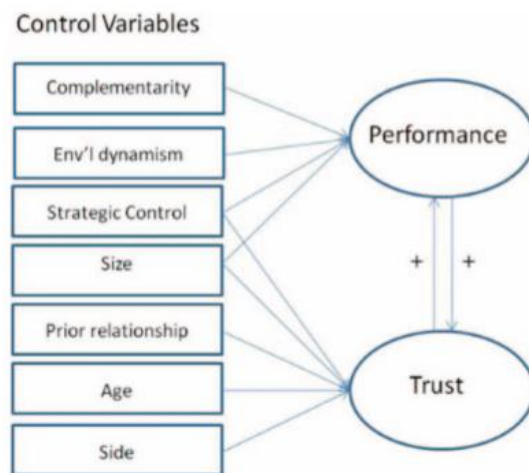 Control Variables
Complementarity
Env'l dynamism
Strategic Control
Size
Prior relationship
Age
Side
Performance
+ +
Trust